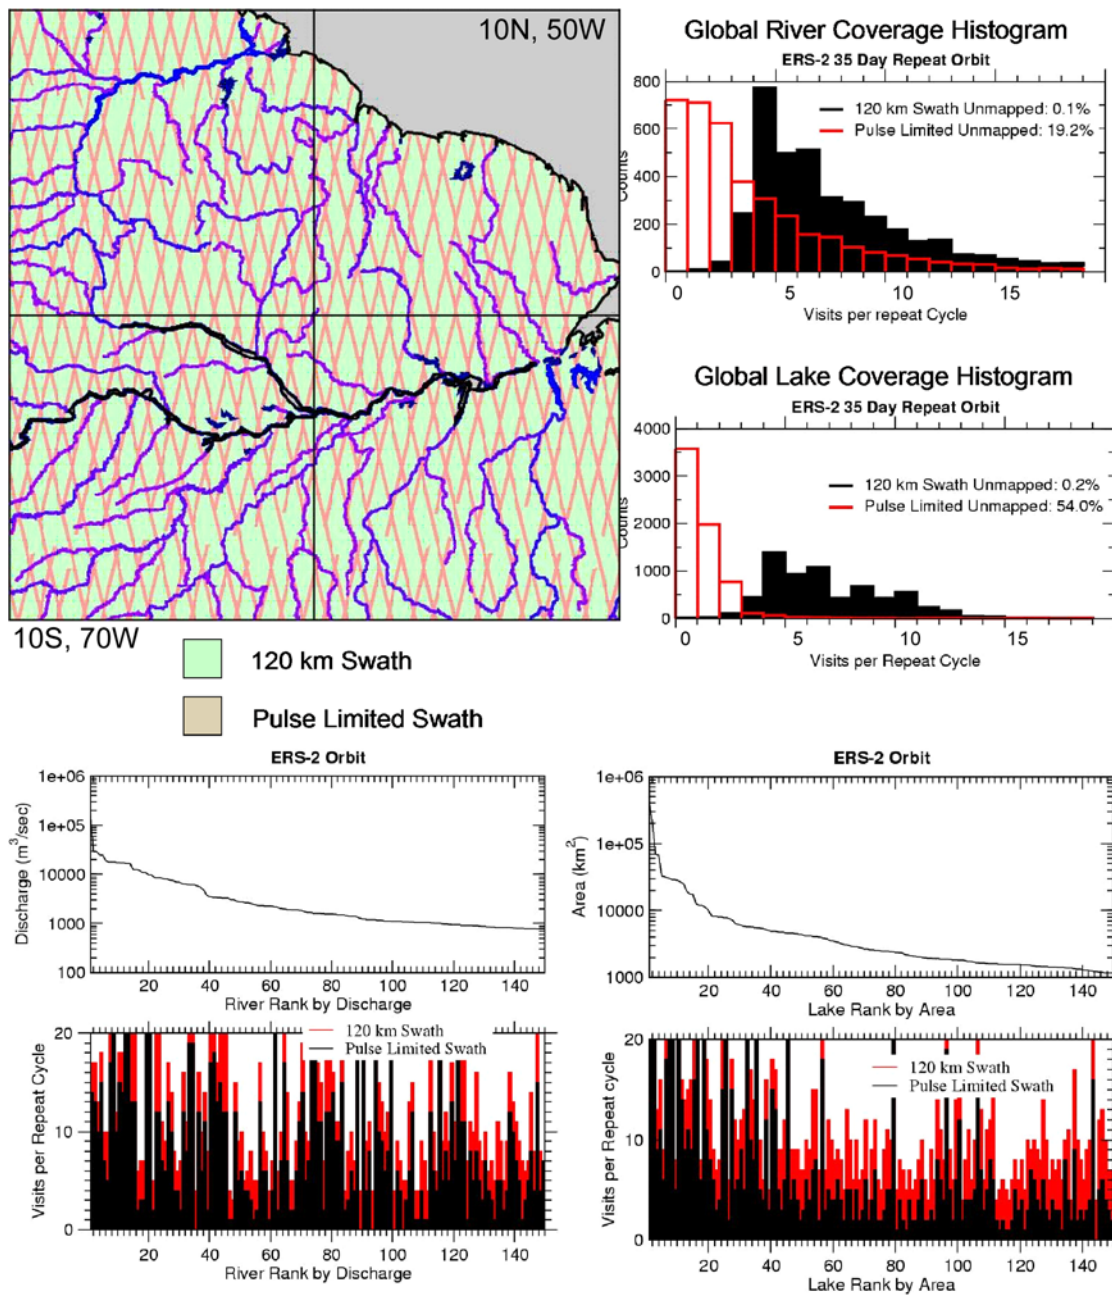 10N, 50W
10S, 70W
120 km Swath
Pulse Limited Swath
Global River Coverage Histogram
ERS-2 35 Day Repeat Orbit
120 km Swath Unmapped: 0.1%
Pulse Limited Unmapped: 19.2%
800
600
400
200
0
Counts
0 5 10 15
Visits per repeat Cycle
Global Lake Coverage Histogram
ERS-2 35 Day Repeat Orbit
120 km Swath Unmapped: 0.2%
Pulse Limited Unmapped: 54.0%
4000
3000
2000
1000
0
Counts
0 5 10 15
Visits per Repeat Cycle
ERS-2 Orbit
1e+06
1e+05
10000
1000
100
Discharge (m³/sec)
20 40 60 80 100 120 140
River Rank by Discharge
ERS-2 Orbit
1e+06
1e+05
10000
1000
Area (km²)
20 40 60 80 100 120 140
Lake Rank by Area
120 km Swath
Pulse Limited Swath
20
10
0
Visits per Repeat Cycle
20 40 60 80 100 120 140
River Rank by Discharge
120 km Swath
Pulse Limited Swath
20
10
0
Visits per Repeat cycle
20 40 60 80 100 120 140
Lake Rank by Area